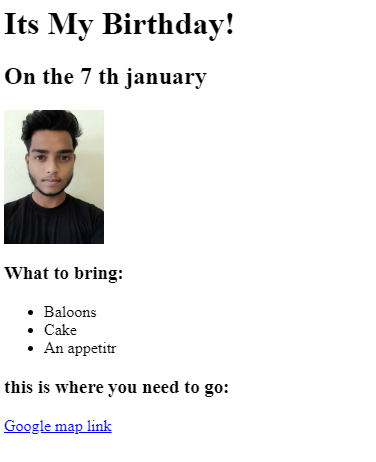 Its My Birthday!
On the 7 th january
What to bring:
Baloons
Cake
An appetitr
this is where you need to go:
Google map link